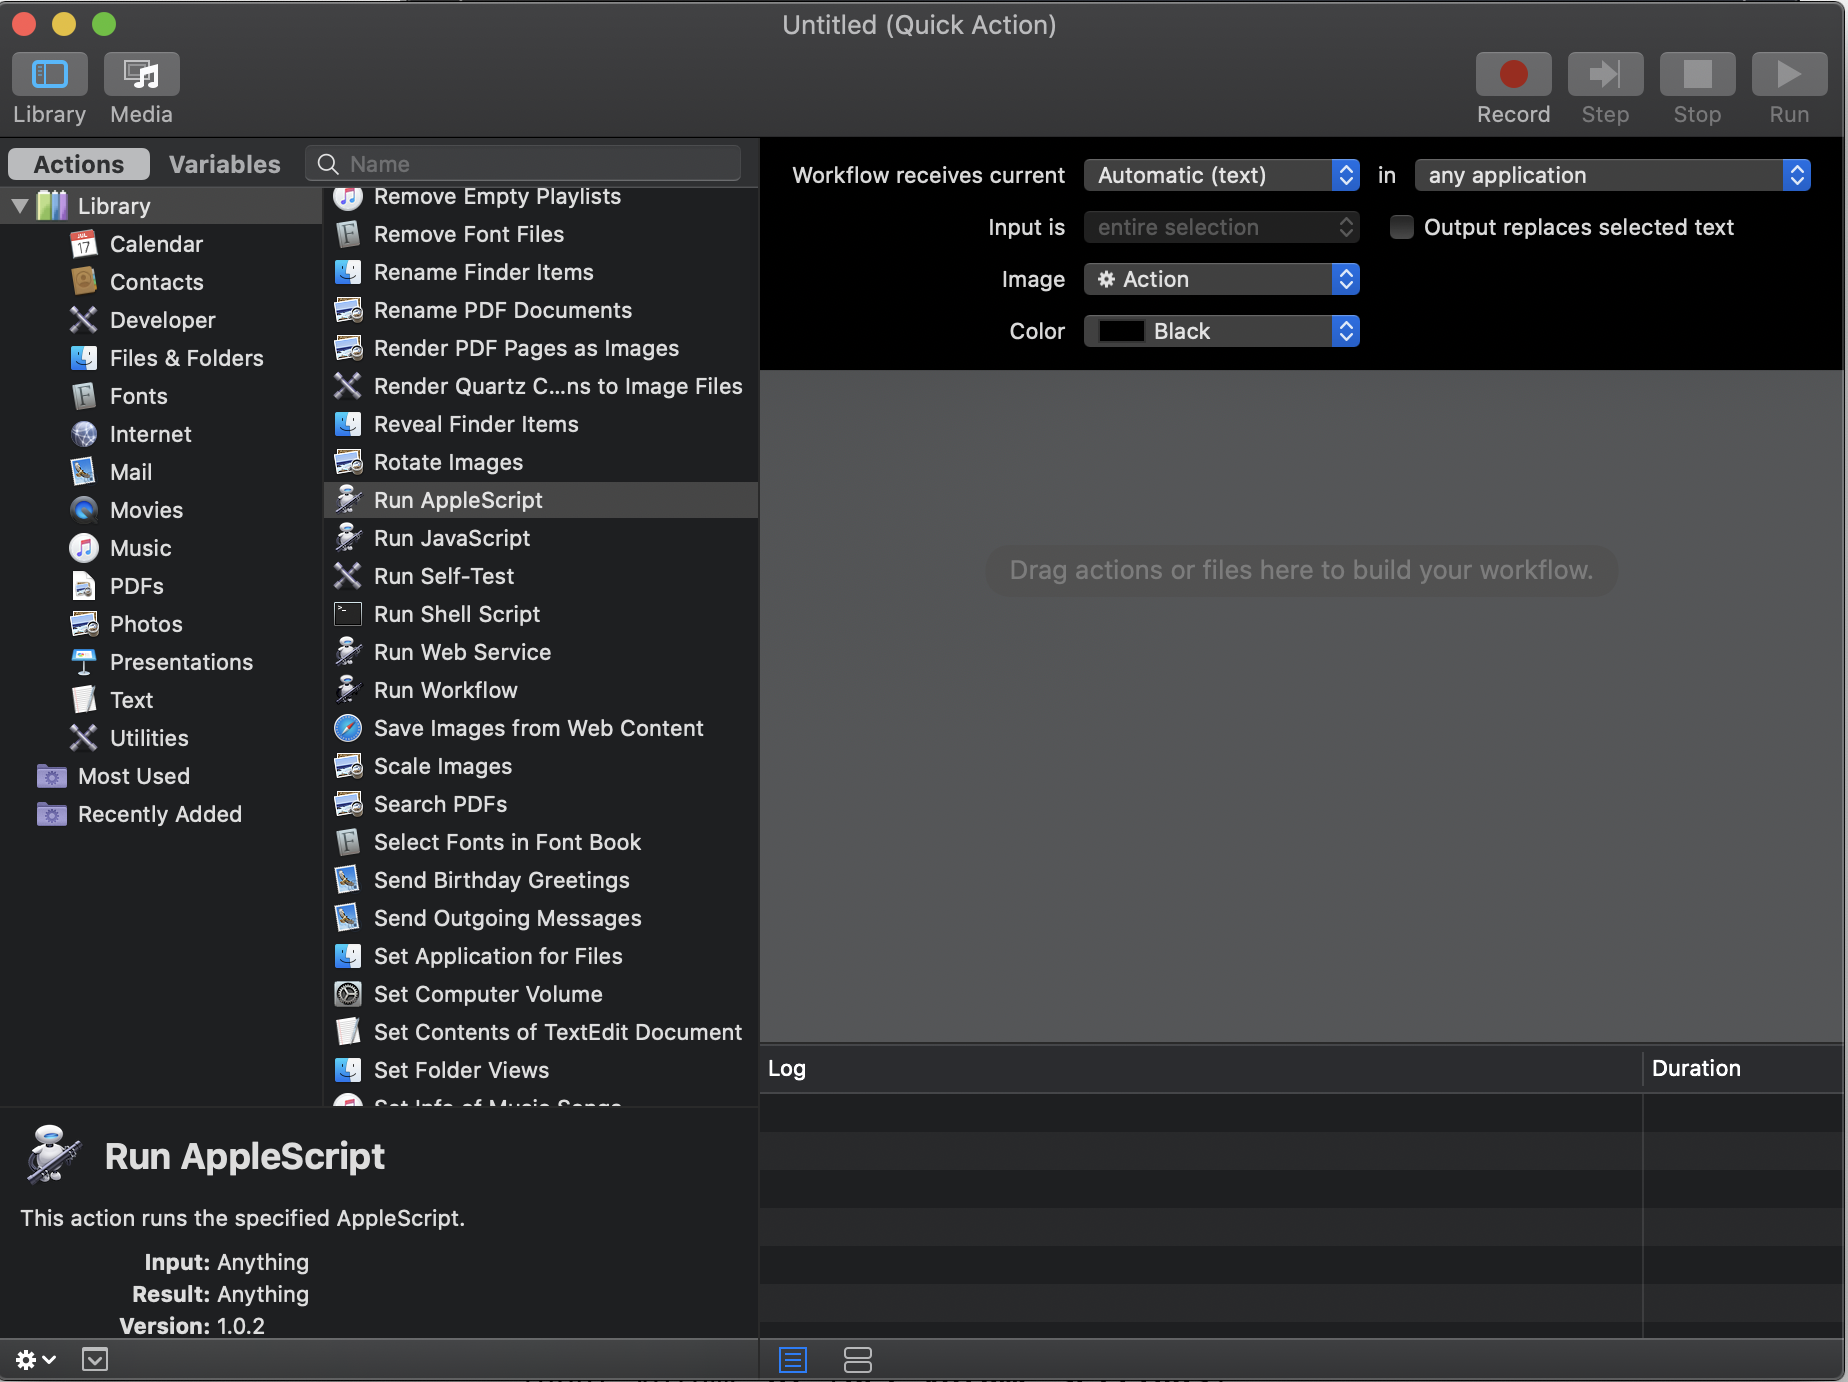 Untitled (Quick Action)
Library
Media
Record
Step
Stop
Run
Actions
Variables
Name
Library
Calendar
Contacts
Developer
Files & Folders
Fonts
Internet
Mail
Movies
Music
PDFs
Photos
Presentations
Text
Utilities
Most Used
Recently Added
Remove Empty Playlists
Remove Font Files
Rename Finder Items
Rename PDF Documents
Render PDF Pages as Images
Render Quartz C...ns to Image Files
Reveal Finder Items
Rotate Images
Run AppleScript
Run JavaScript
Run Self-Test
Run Shell Script
Run Web Service
Run Workflow
Save Images from Web Content
Scale Images
Search PDFs
Select Fonts in Font Book
Send Birthday Greetings
Send Outgoing Messages
Set Application for Files
Set Computer Volume
Set Contents of TextEdit Document
Set Folder Views
Set Info of Music Songs
Run AppleScript
This action runs the specified AppleScript.
Input: Anything
Result: Anything
Version: 1.0.2
Workflow receives current Automatic (text) in any application
Input is entire selection Output replaces selected text
Image Action
Color Black
Drag actions or files here to build your workflow.
Log Duration